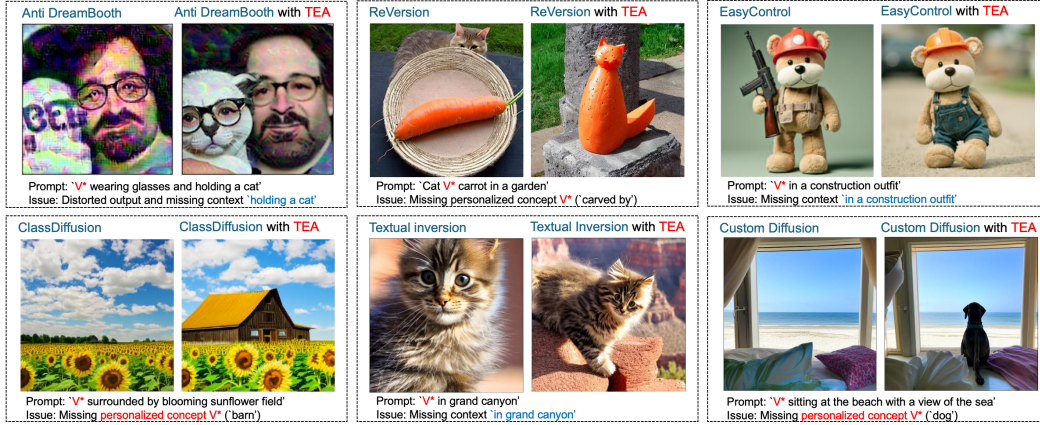 Anti DreamBooth
Anti DreamBooth with TEA
BEE
Prompt: `V* wearing glasses and holding a cat'
Issue: Distorted output and missing context `holding a cat'
ReVersion
ReVersion with TEA
Prompt: `Cat V* carrot in a garden'
Issue: Missing personalized concept V* (`carved by')
EasyControl
EasyControl with TEA
Prompt: `V* in a construction outfit'
Issue: Missing context `in a construction outfit'
ClassDiffusion
ClassDiffusion with TEA
Prompt: `V* surrounded by blooming sunflower field'
Issue: Missing personalized concept V* (`barn')
Textual inversion
Textual Inversion with TEA
Prompt: `V* in grand canyon'
Issue: Missing context `in grand canyon'
Custom Diffusion
Custom Diffusion with TEA
Prompt: `V* sitting at the beach with a view of the sea'
Issue: Missing personalized concept V* (`dog')